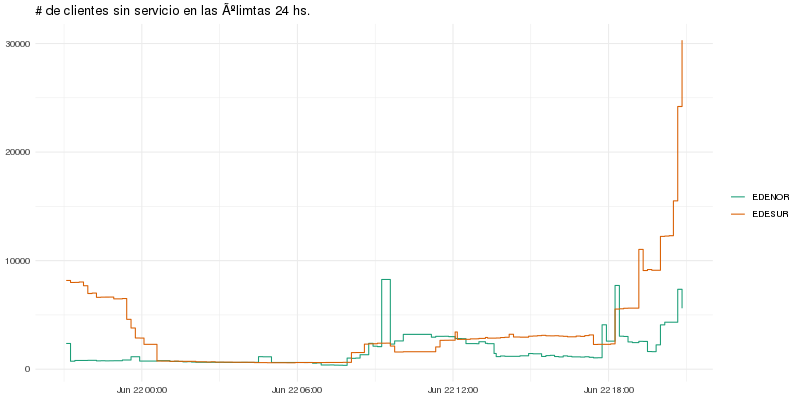 # de clientes sin servicio en las Ãºlimtas 24 hs.
30000
20000
10000
0
Jun 22 00:00
Jun 22 06:00
Jun 22 12:00
Jun 22 18:00
EDENOR
EDESUR